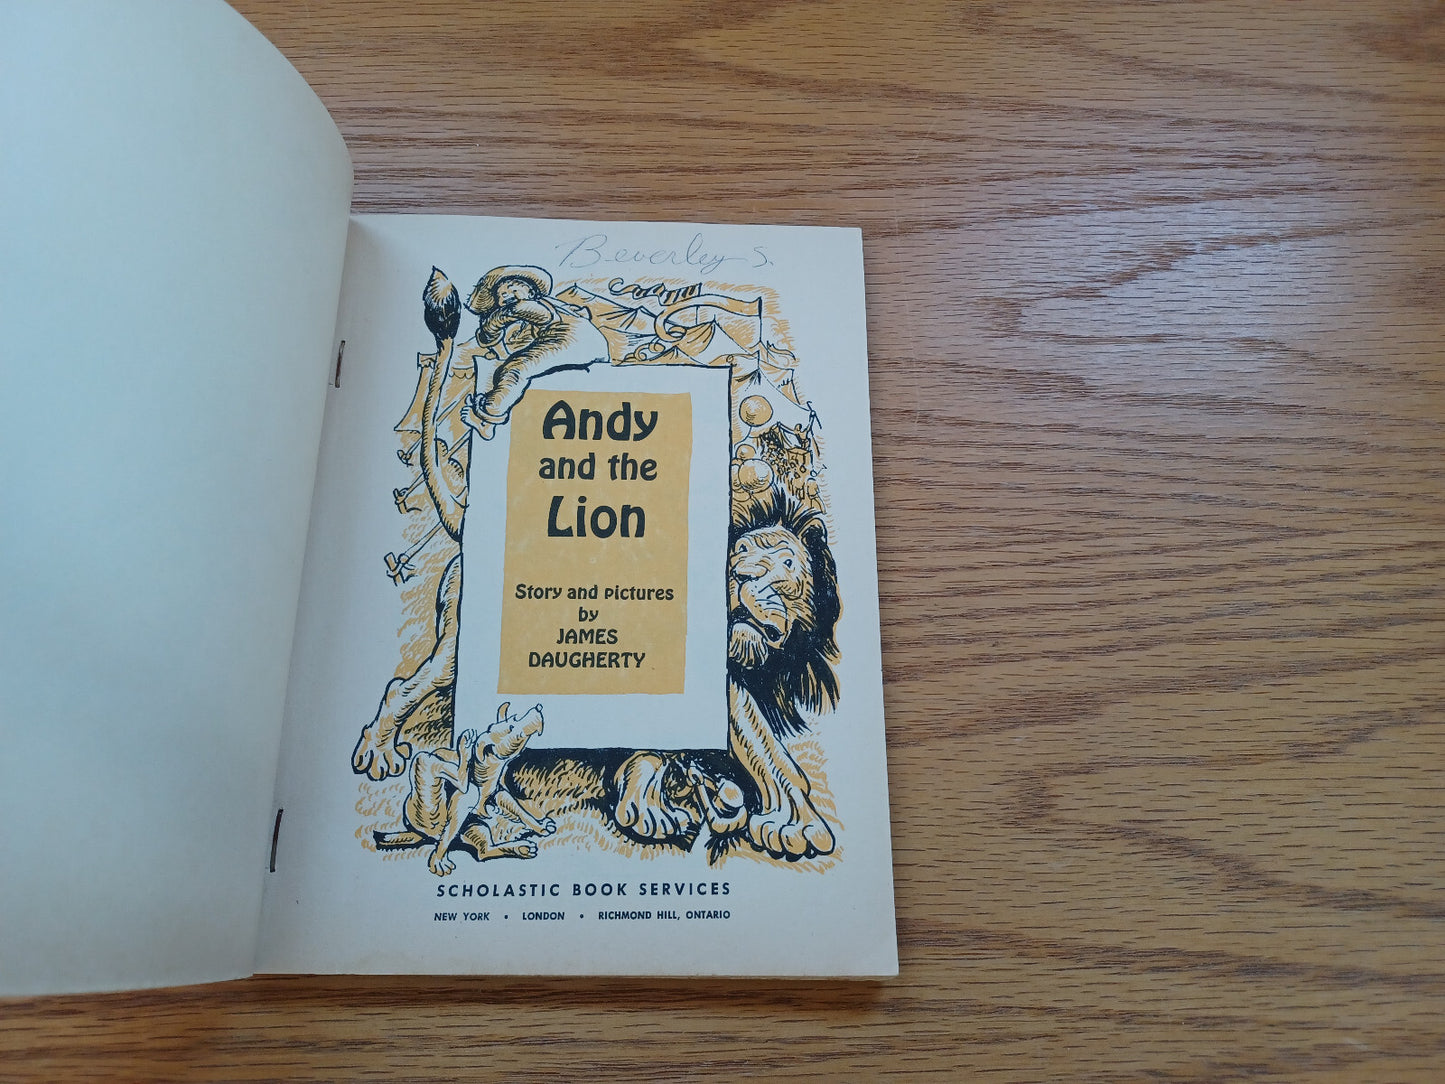 Beverley S.
Andy
and the
Lion
Story and pictures
by
JAMES
DAUGHERTY
SCHOLASTIC BOOK SERVICES
NEW YORK • LONDON • RICHMOND HILL, ONTARIO